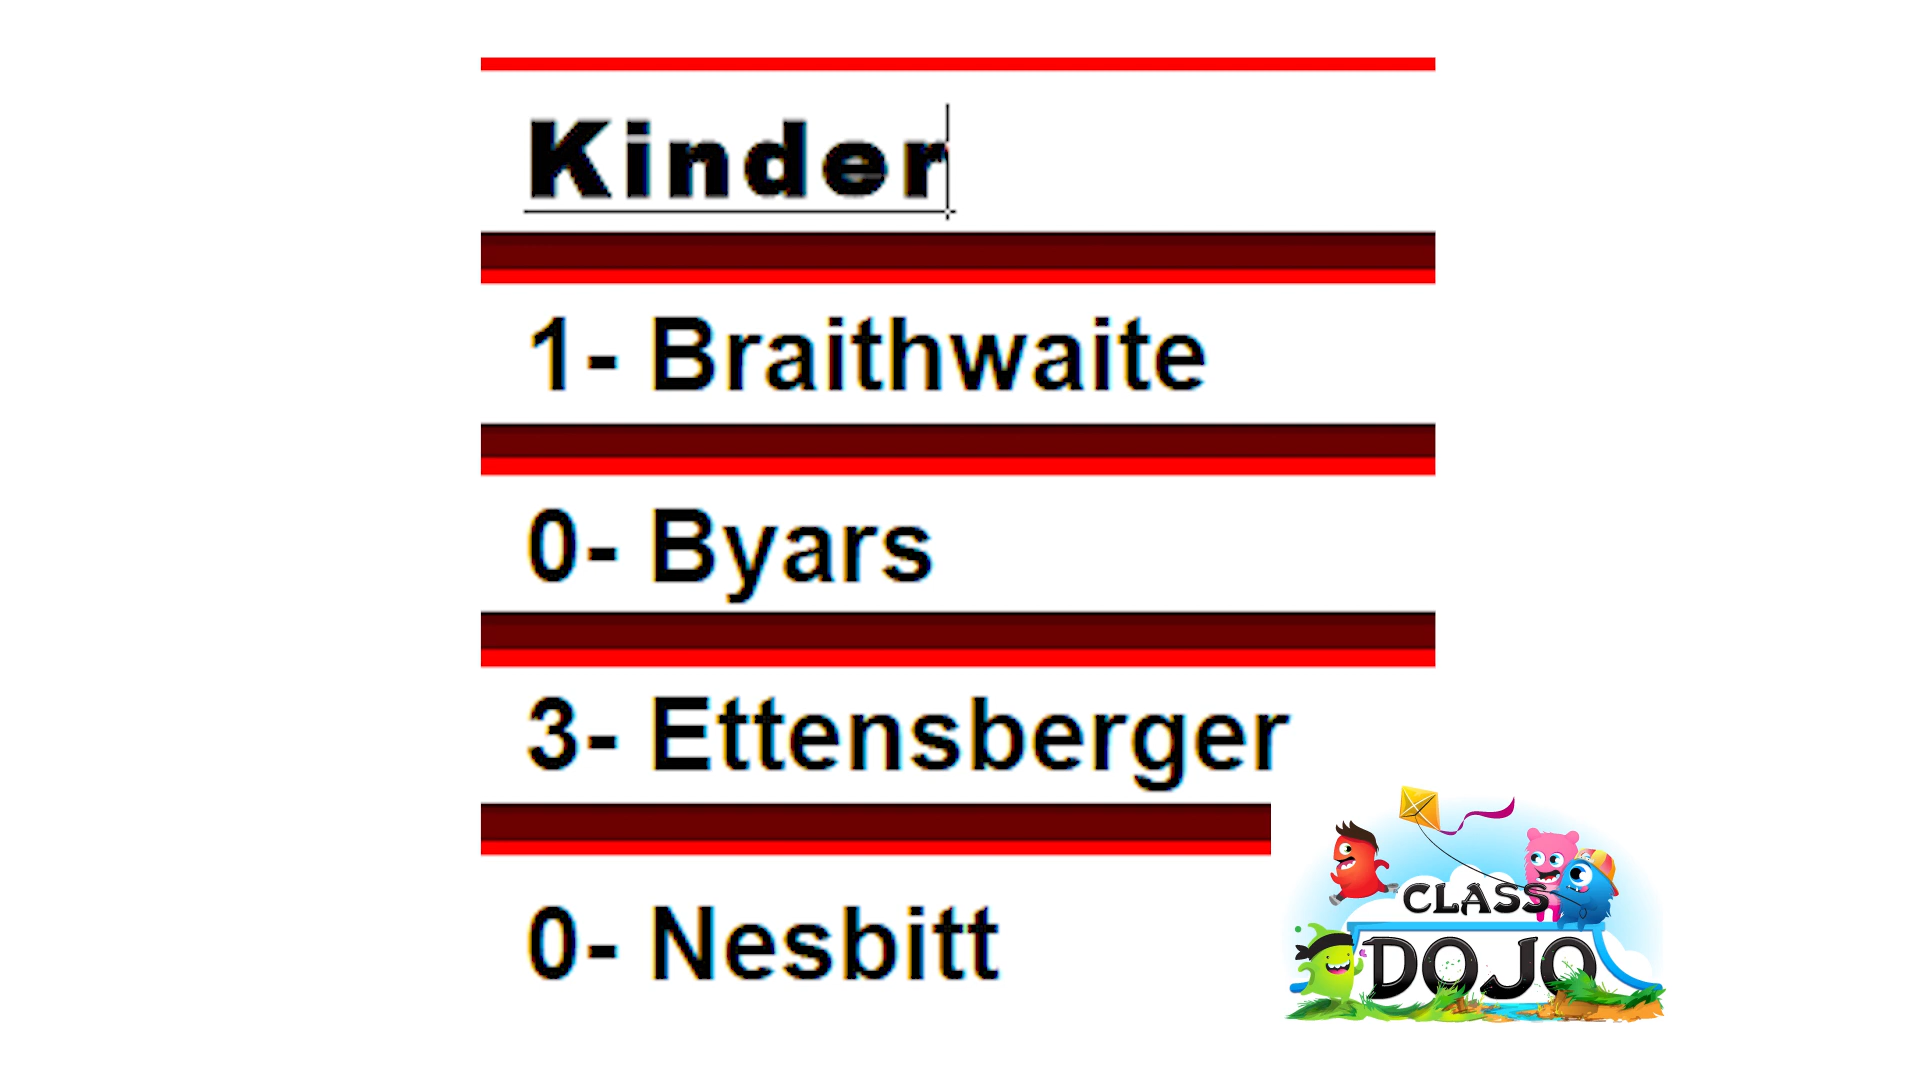 Kinder
1- Braithwaite
0- Byars
3- Ettensberger
0- Nesbitt
CLASS
DOJO